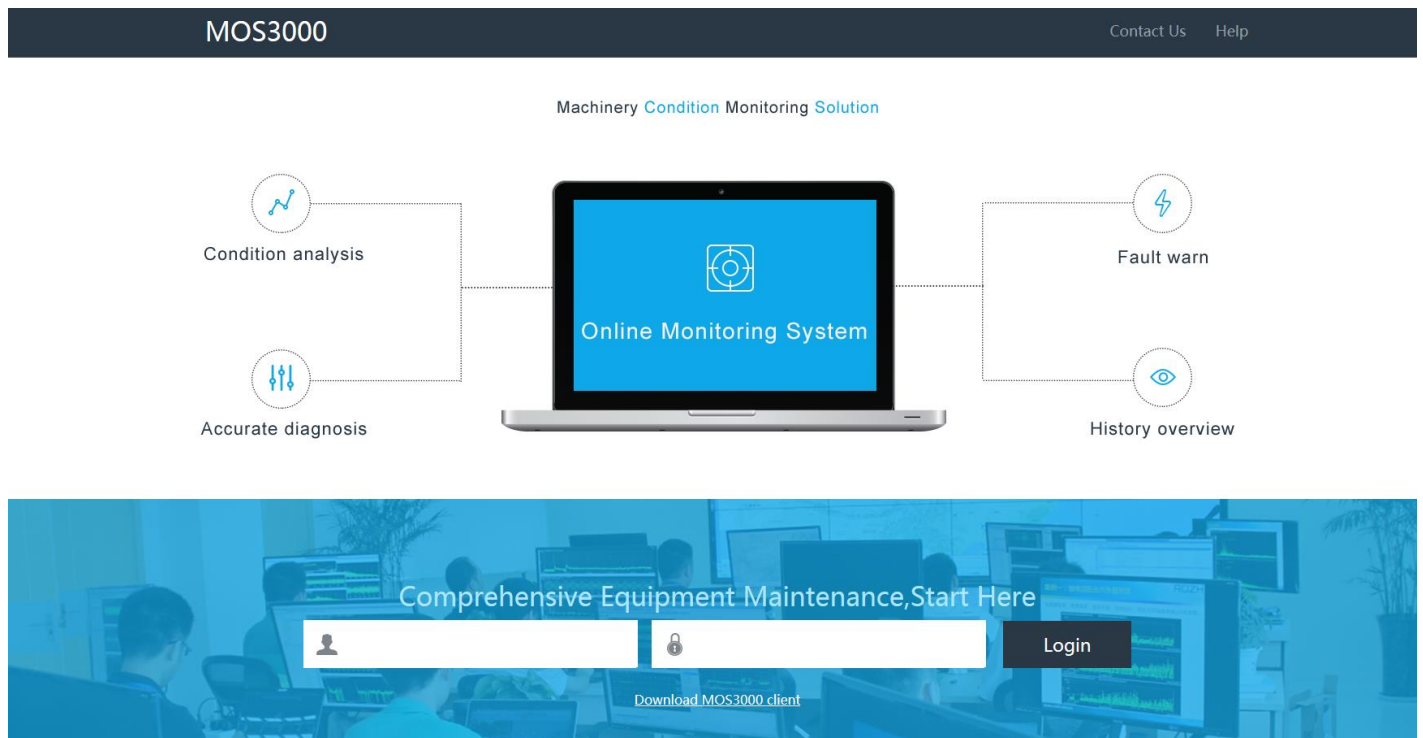 MOS3000
Contact Us Help
Machinery Condition Monitoring Solution
Condition analysis
Accurate diagnosis
Online Monitoring System
Fault warn
History overview
Comprehensive Equipment Maintenance,Start Here
Login
Download MOS3000 client